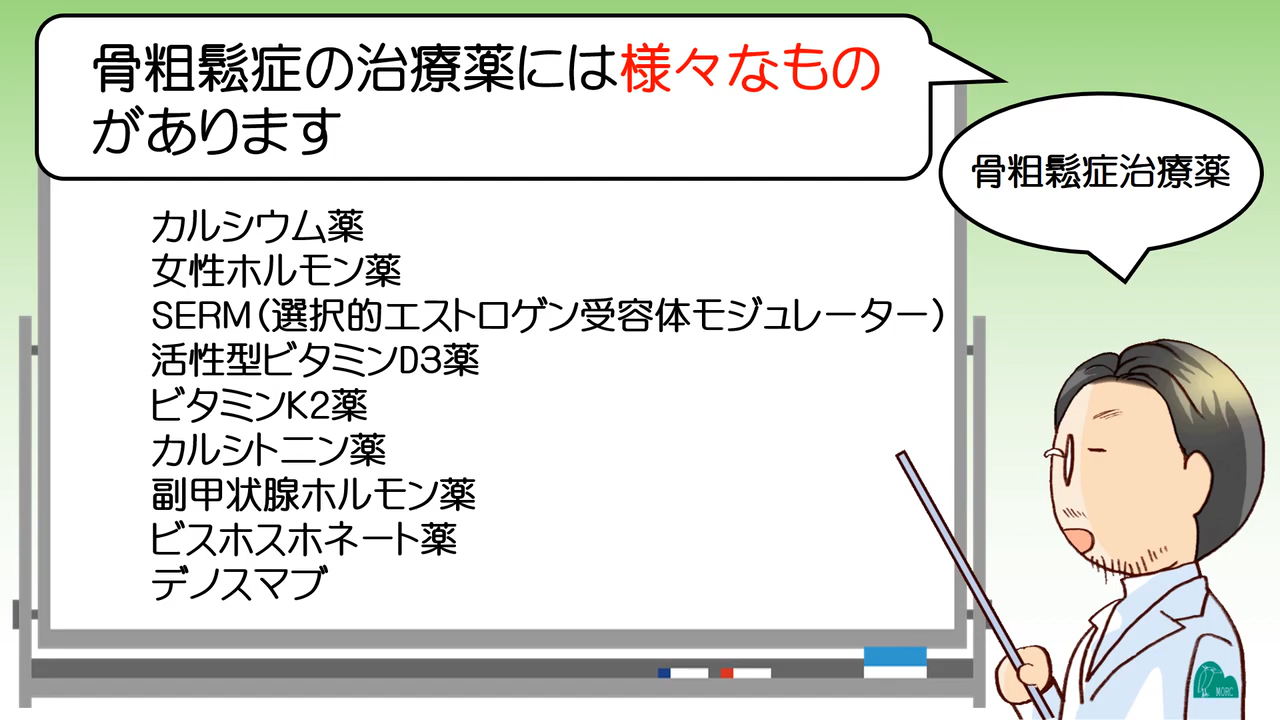 骨粗鬆症の治療薬には様々なもの
があります
骨粗鬆症治療薬
カルシウム薬
女性ホルモン薬
SERM(選択的エストロゲン受容体モジュレーター)
活性型ビタミンD3薬
ビタミンK2薬
カルシトニン薬
副甲状腺ホルモン薬
ビスホスホネート薬
デノスマブ
MORC